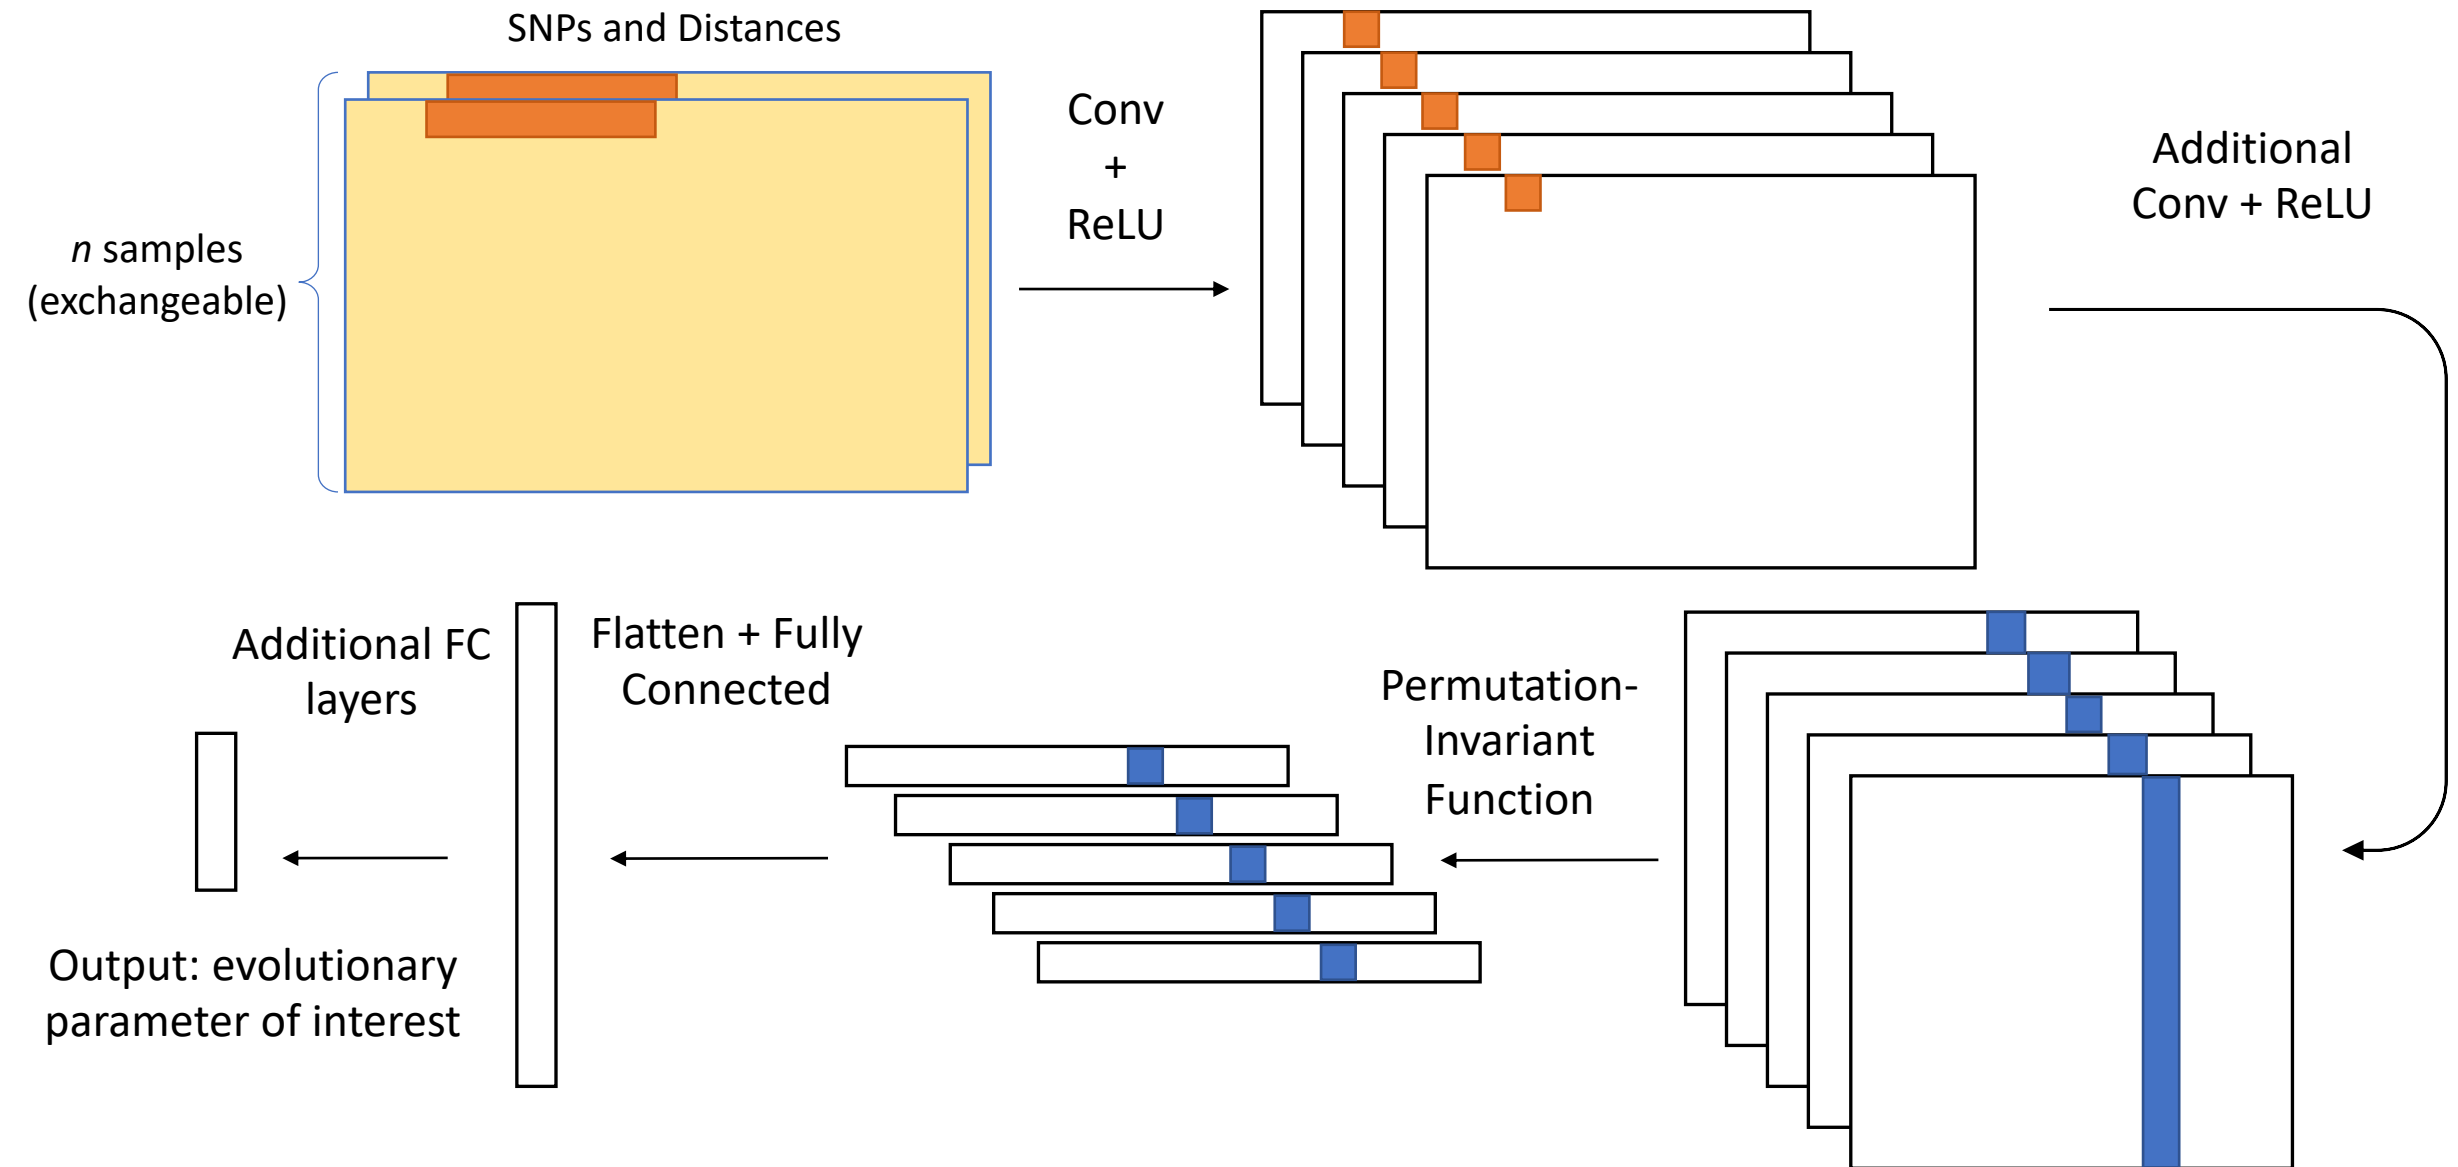 SNPs and Distances
n samples
(exchangeable)
Conv
+
ReLU
Additional
Conv + ReLU
Permutation-
Invariant
Function
Flatten + Fully
Connected
Additional FC
layers
Output: evolutionary
parameter of interest